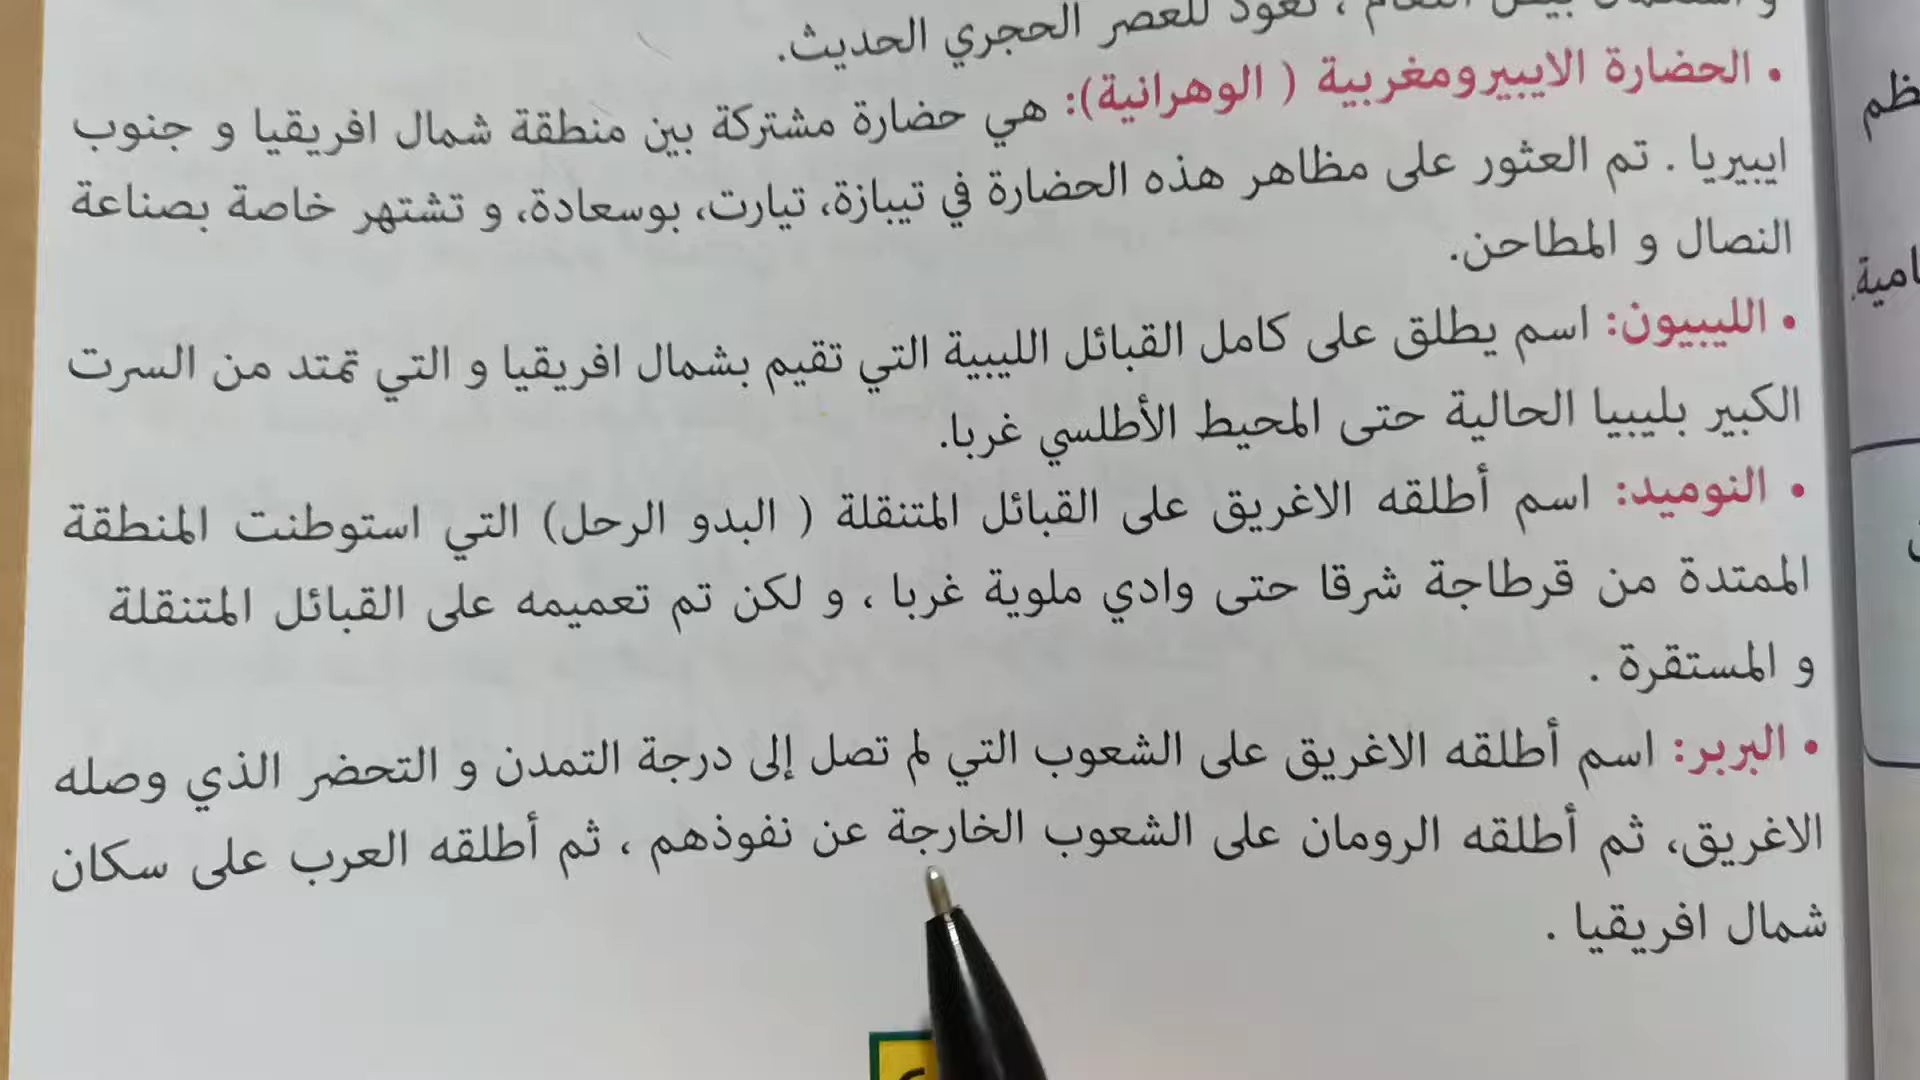 تعود للعصر الحجري الحديث.
• الحضارة الايبيرومغربية ( الوهرانية): هي حضارة مشتركة بين منطقة شمال افريقيا و جنوب
ايبيريا . تم العثور على مظاهر هذه الحضارة في تيبازة، تيارت، بوسعادة، و تشتهر خاصة بصناعة
النصال و المطاحن.
• الليبيون: اسم يطلق على كامل القبائل الليبية التي تقيم بشمال افريقيا و التي تمتد من السرت
الكبير بليبيا الحالية حتى المحيط الأطلسي غربا.
• النوميد: اسم أطلقه الاغريق على القبائل المتنقلة ( البدو الرحل) التي استوطنت المنطقة
الممتدة من قرطاجة شرقا حتى وادي ملوية غربا ، و لكن تم تعميمه على القبائل المتنقلة
و المستقرة .
• البربر: اسم أطلقه الاغريق على الشعوب التي لم تصل إلى درجة التمدن و التحضر الذي وصله
الاغريق، ثم أطلقه الرومان على الشعوب الخارجة عن نفوذهم ، ثم أطلقه العرب على سكان
شمال افريقيا .